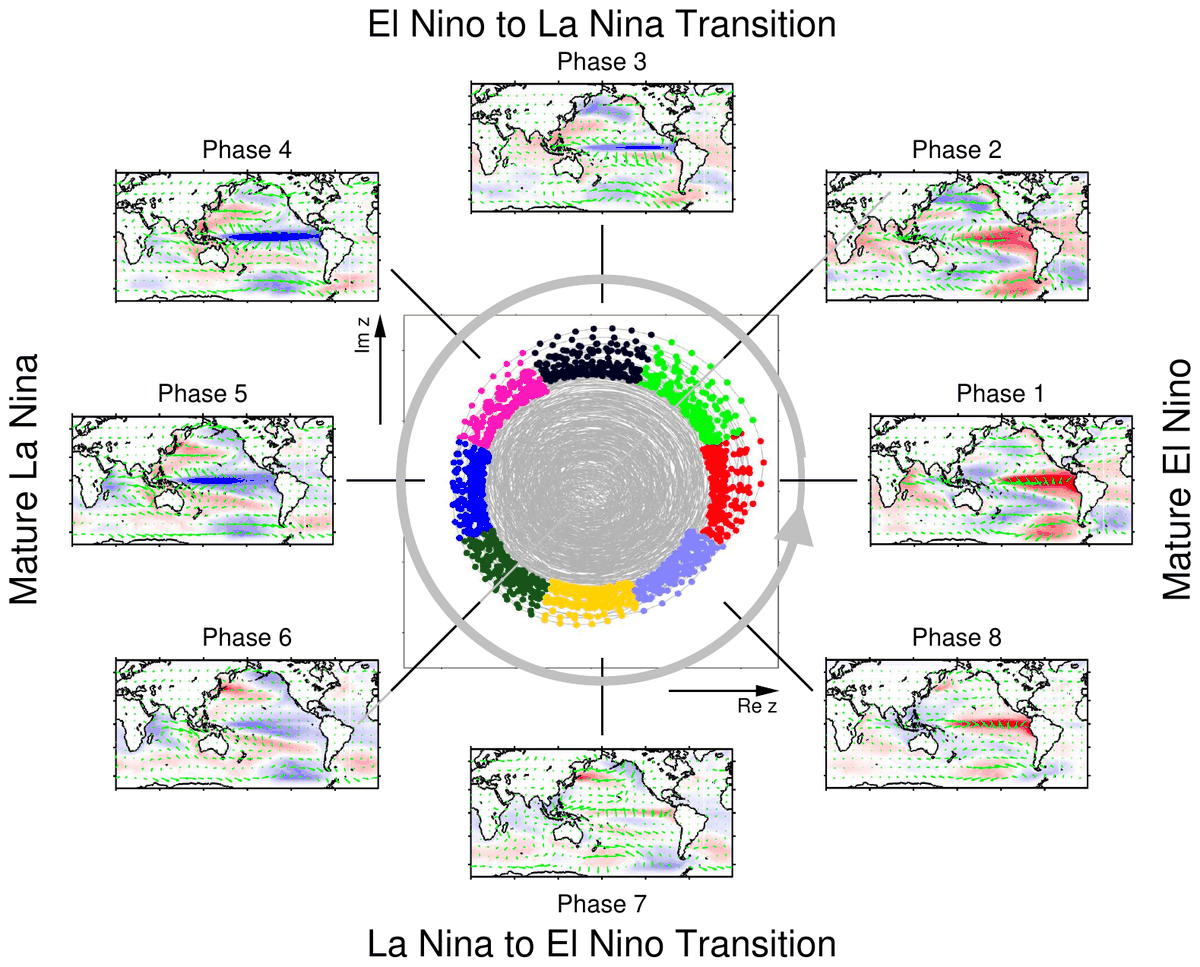 El Nino to La Nina Transition
Phase 3
Phase 4
Phase 2
Im z
Mature La Nina
Phase 5
Phase 1
Mature El Nino
Phase 6
Phase 8
Re z
Phase 7
La Nina to El Nino Transition